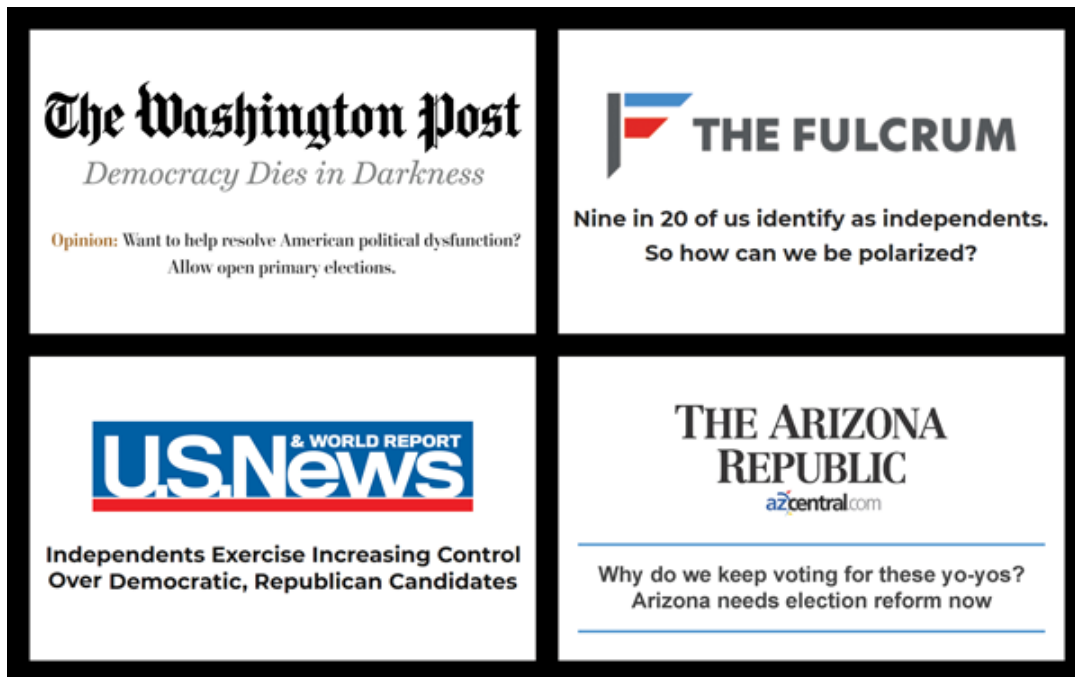 The Washington Post
Democracy Dies in Darkness
Opinion: Want to help resolve American political dysfunction?
Allow open primary elections.
THE FULCRUM
Nine in 20 of us identify as independents.
So how can we be polarized?
U.S.News & WORLD REPORT
Independents Exercise Increasing Control
Over Democratic, Republican Candidates
THE ARIZONA
REPUBLIC
azcentral.com
Why do we keep voting for these yo-yos?
Arizona needs election reform now